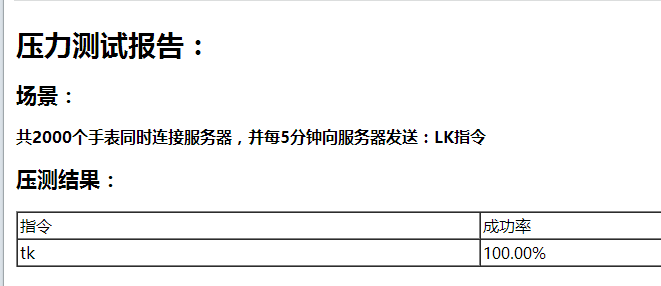 压力测试报告：
场景：
共2000个手表同时连接服务器，并每5分钟向服务器发送：LK指令
压测结果：
指令 成功率
tk 100.00%